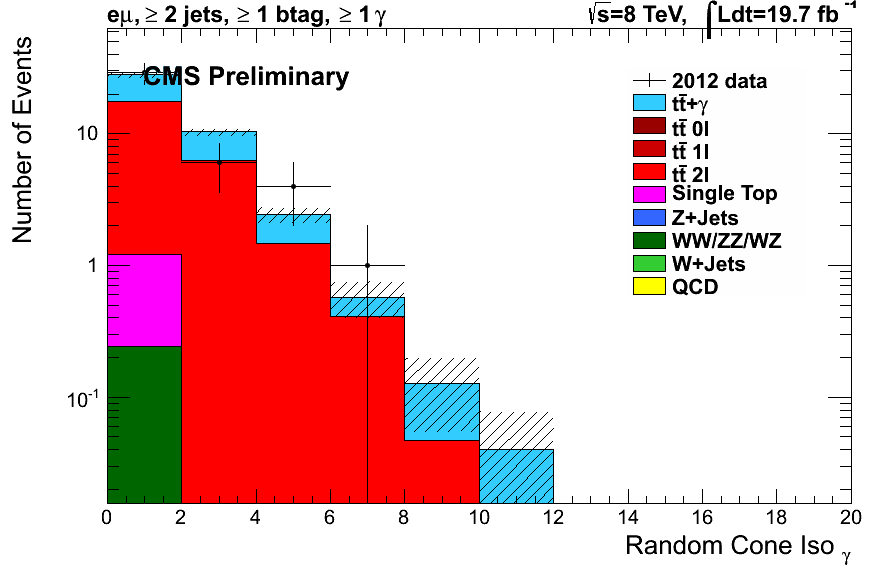 eμ, ≥ 2 jets, ≥ 1 btag, ≥ 1 γ
√s=8 TeV, ∫Ldt=19.7 fb⁻¹
CMS Preliminary
Number of Events
10
1
10⁻¹
2012 data
tt̄+γ
tt̄ 0l
tt̄ 1l
tt̄ 2l
Single Top
Z+Jets
WW/ZZ/WZ
W+Jets
QCD
0 2 4 6 8 10 12 14 16 18 20
Random Cone Iso γ